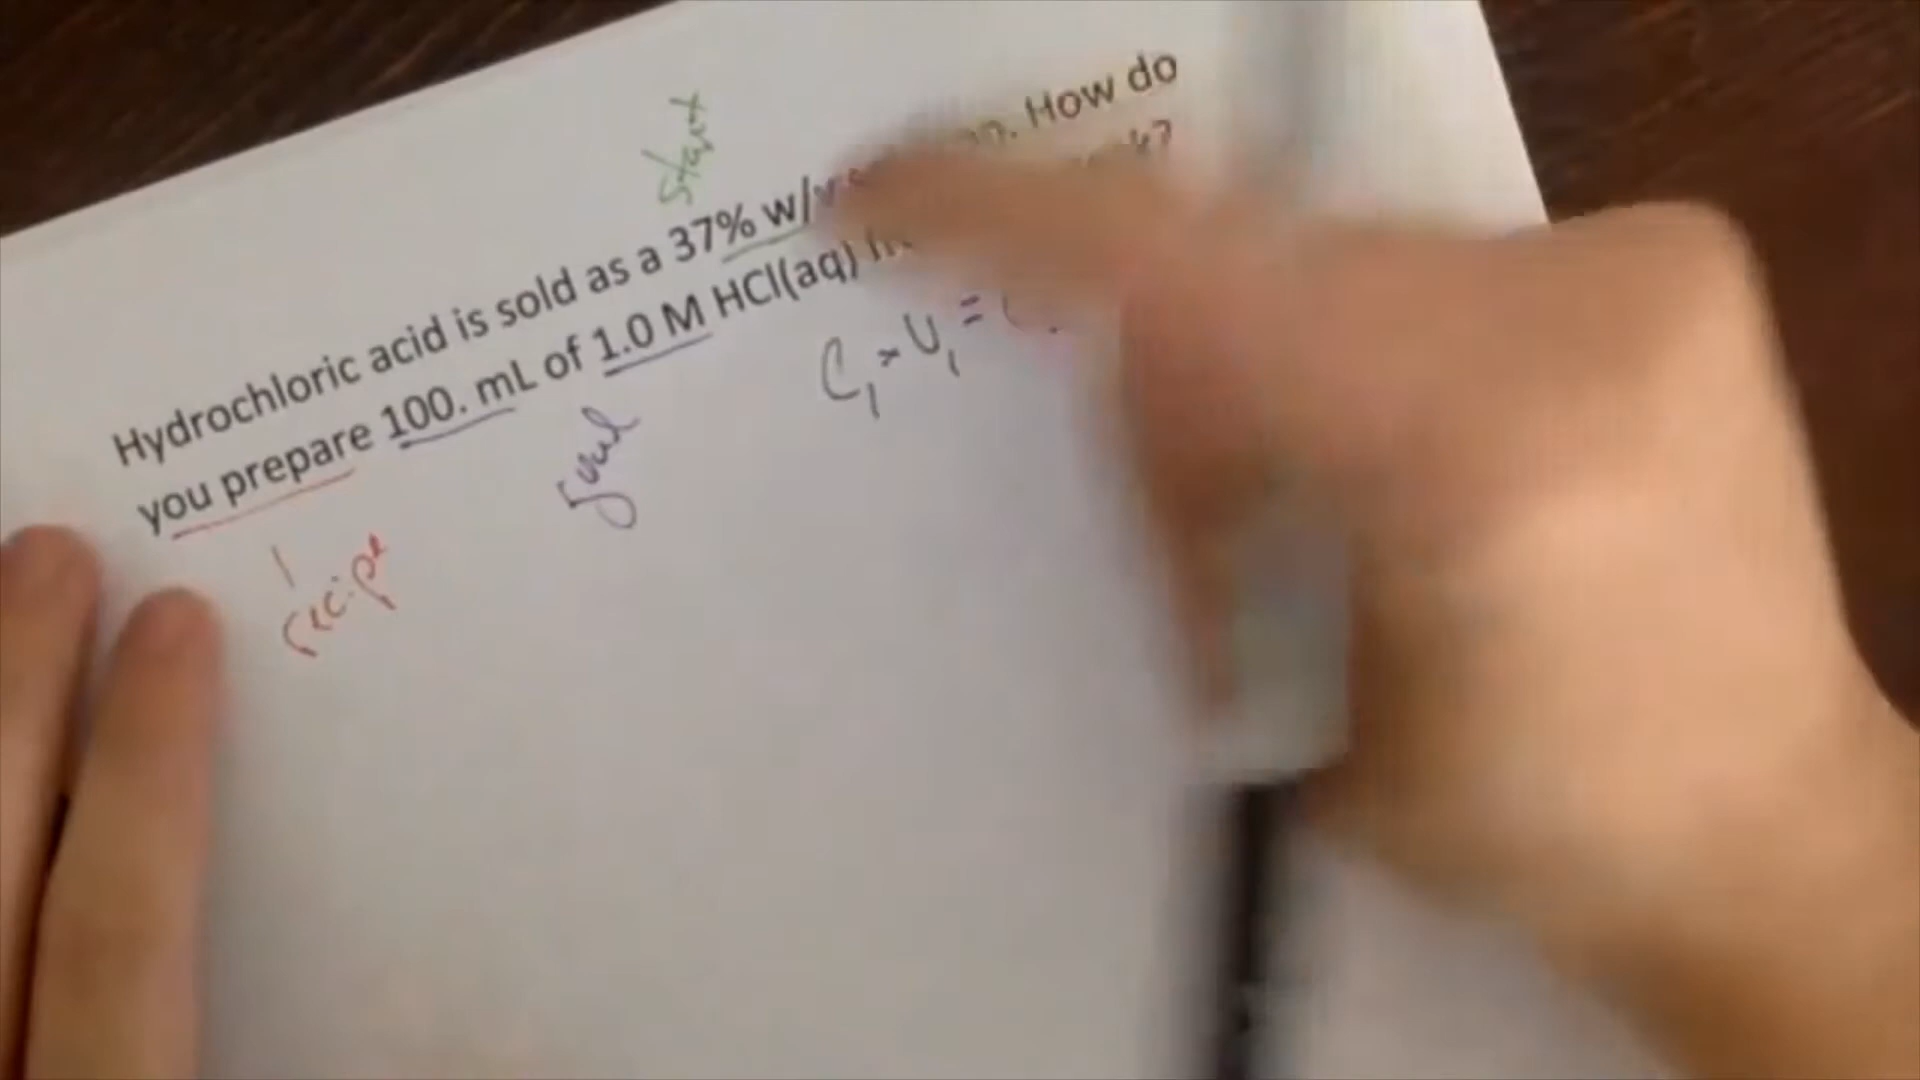 start
Hydrochloric acid is sold as a 37% w/v How do
you prepare 100. mL of 1.0 M HCl(aq)
C₁ × V₁ =
goal
recipe